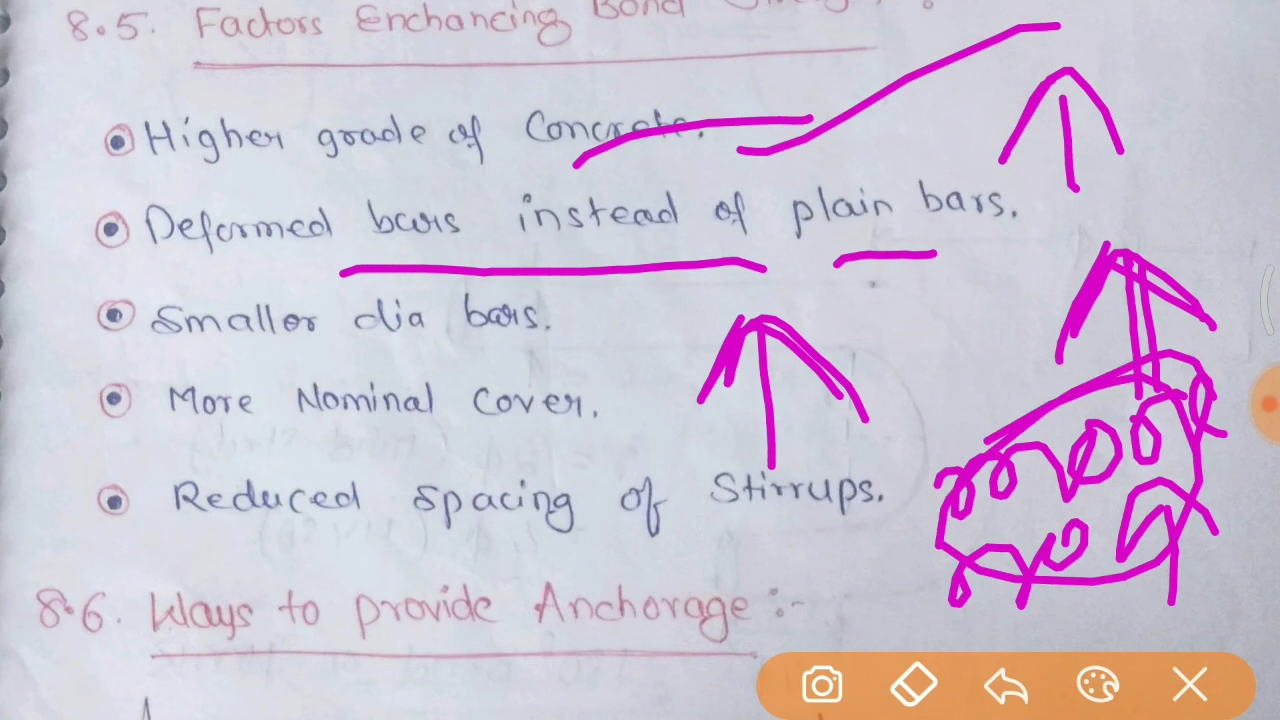 8.5. Factors Enchancing Bond
• Higher grade of Concrete.
• Deformed bars instead of plain bars.
• Smaller dia bars.
• More Nominal Cover.
• Reduced spacing of Stirrups.
8.6. Ways to provide Anchorage :-